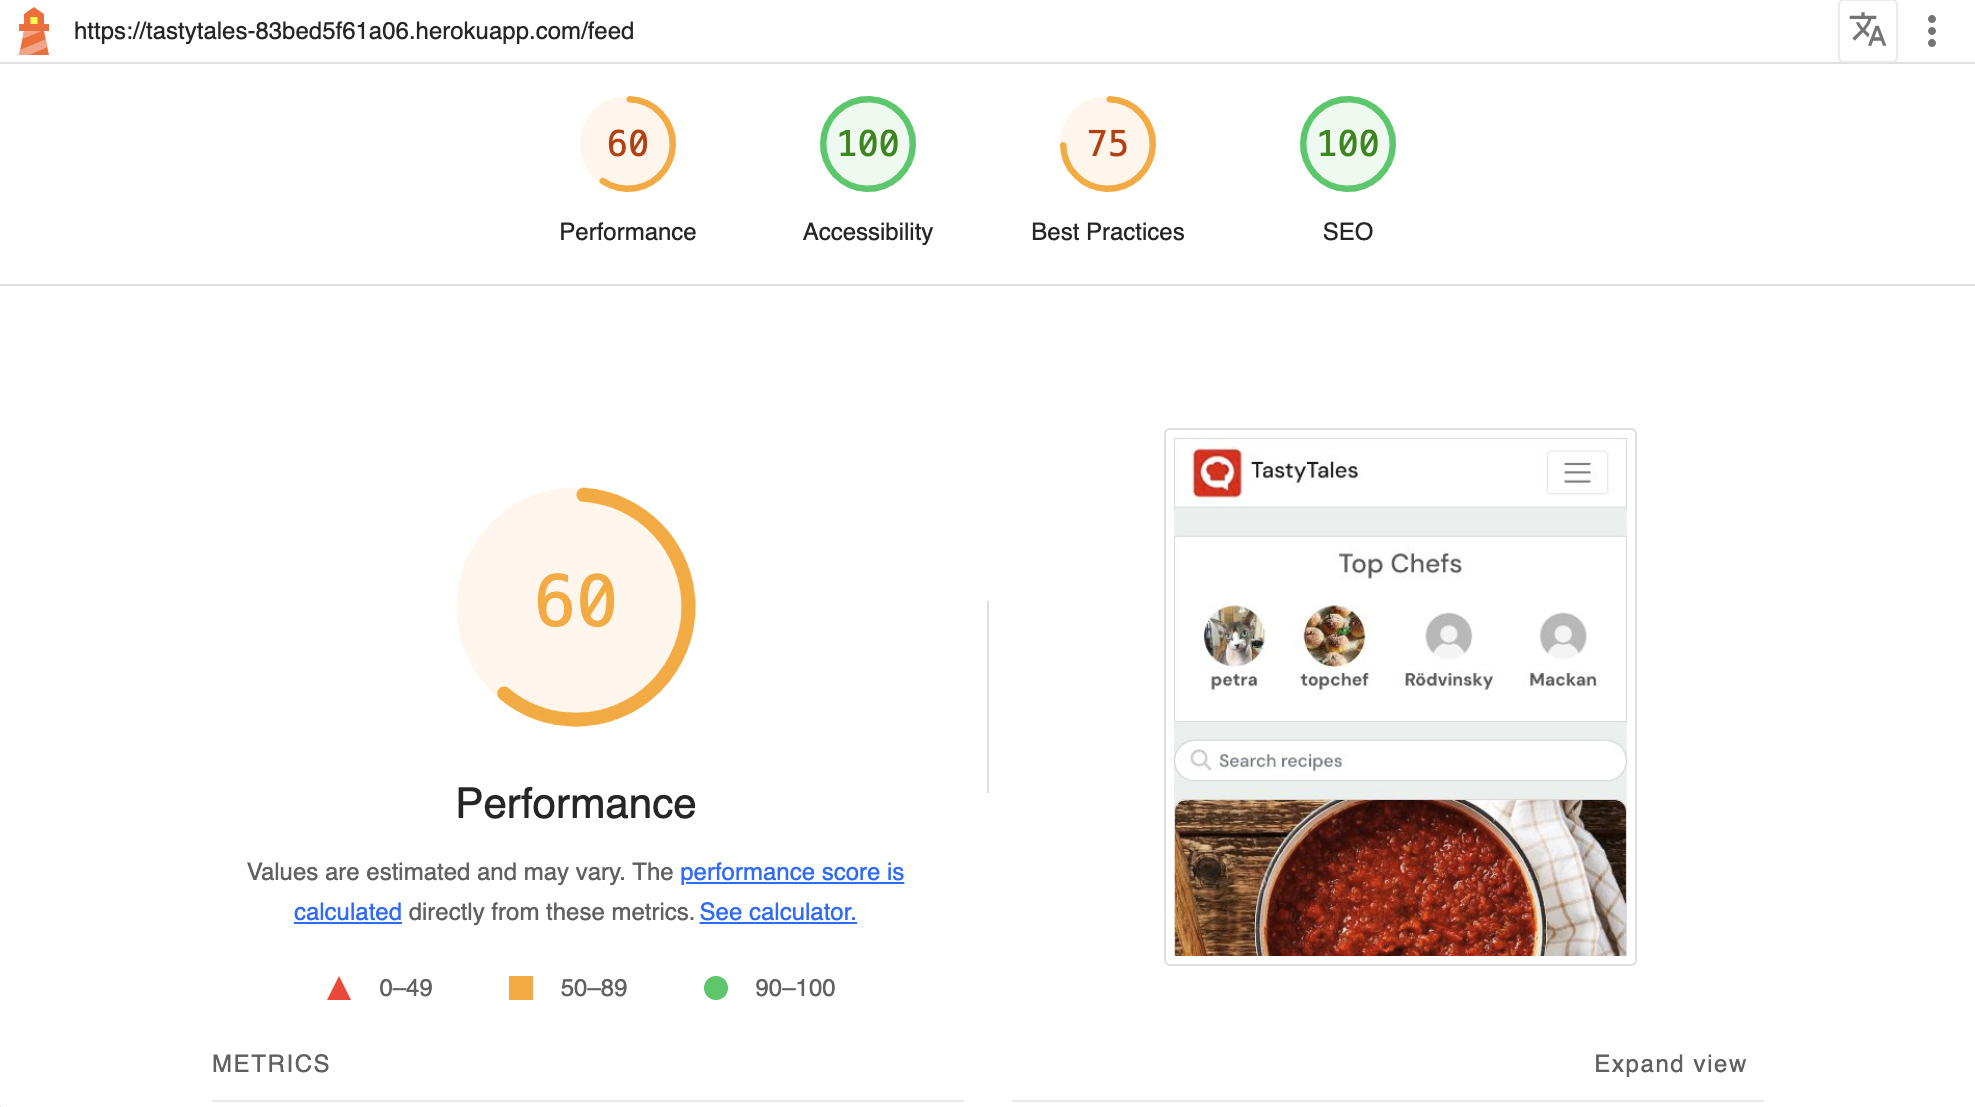 https://tastytales-83bed5f61a06.herokuapp.com/feed
60
100
75
100
Performance
Accessibility
Best Practices
SEO
60
Performance
Values are estimated and may vary. The performance score is
calculated directly from these metrics. See calculator.
0–49
50–89
90–100
TastyTales
Top Chefs
petra
topchef
Rödvinsky
Mackan
Search recipes
METRICS
Expand view